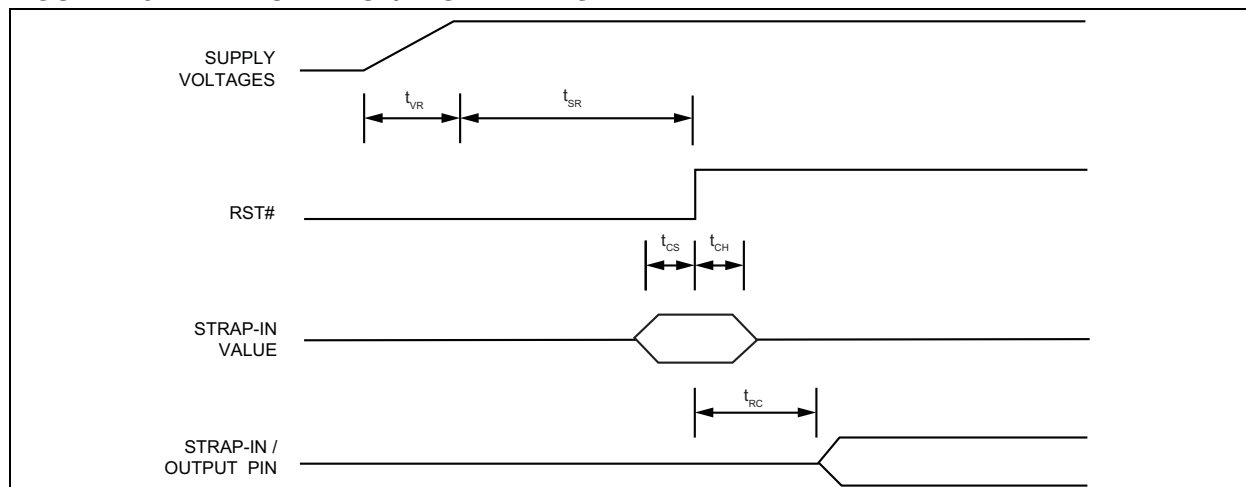 SUPPLY
VOLTAGES
tVR
tSR
RST#
tCS
tCH
STRAP-IN
VALUE
tRC
STRAP-IN /
OUTPUT PIN